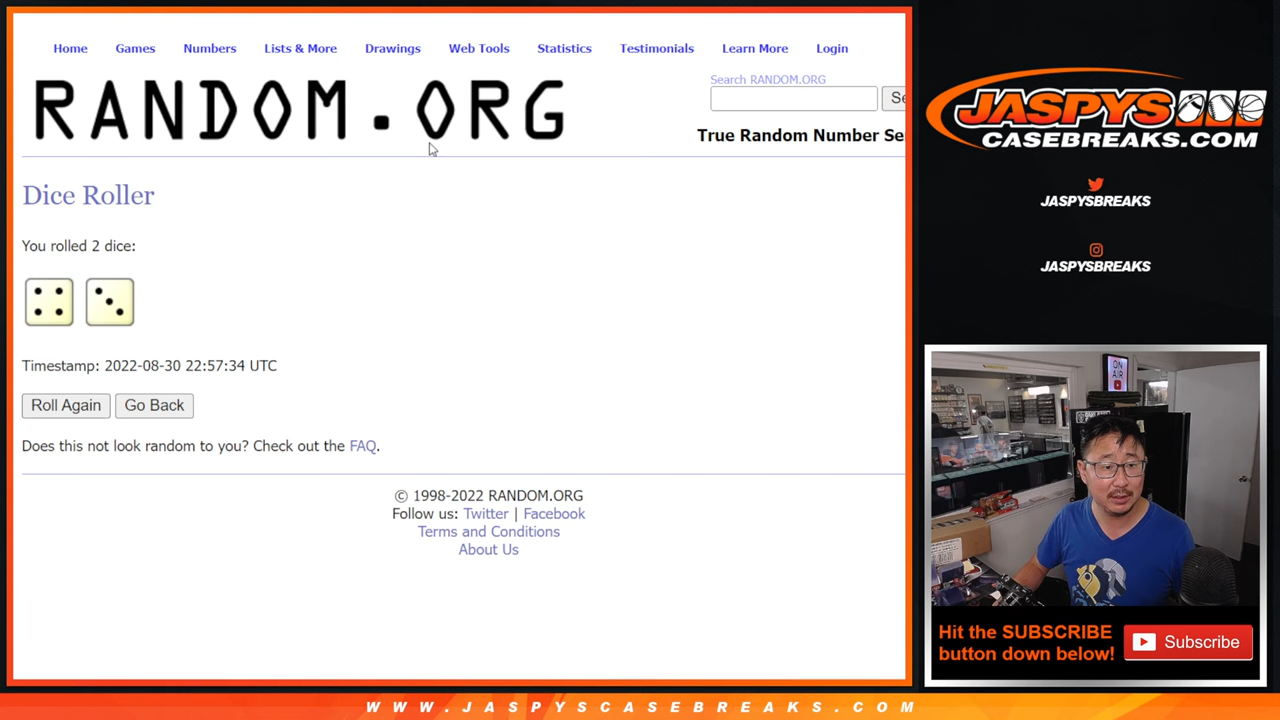 Home Games Numbers Lists & More Drawings Web Tools Statistics Testimonials Learn More Login
RANDOM.ORG
Search RANDOM.ORG
Se
True Random Number Se
Dice Roller
You rolled 2 dice:
Timestamp: 2022-08-30 22:57:34 UTC
Roll Again Go Back
Does this not look random to you? Check out the FAQ.
© 1998-2022 RANDOM.ORG
Follow us: Twitter | Facebook
Terms and Conditions
About Us
JASPYS
CASEBREAKS.COM
JASPYSBREAKS
JASPYSBREAKS
ON
AIR
Hit the SUBSCRIBE
button down below!
Subscribe
WWW.JASPYSCASEBREAKS.COM